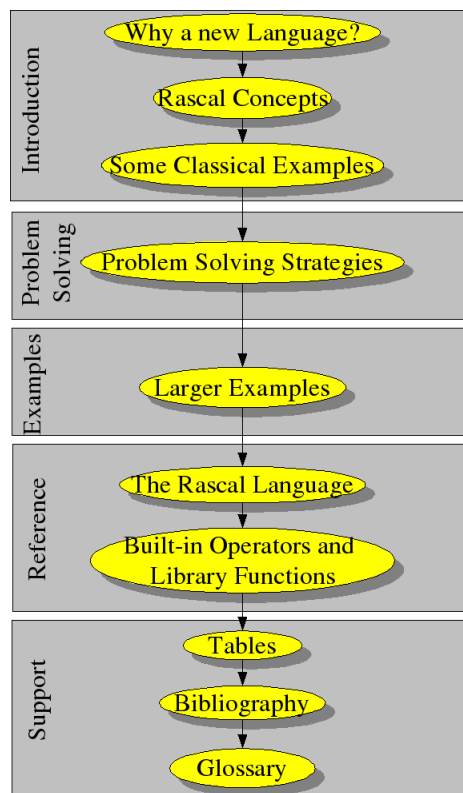 Introduction
Why a new Language?
Rascal Concepts
Some Classical Examples
Problem
Solving
Problem Solving Strategies
Examples
Larger Examples
Reference
The Rascal Language
Built-in Operators and
Library Functions
Support
Tables
Bibliography
Glossary